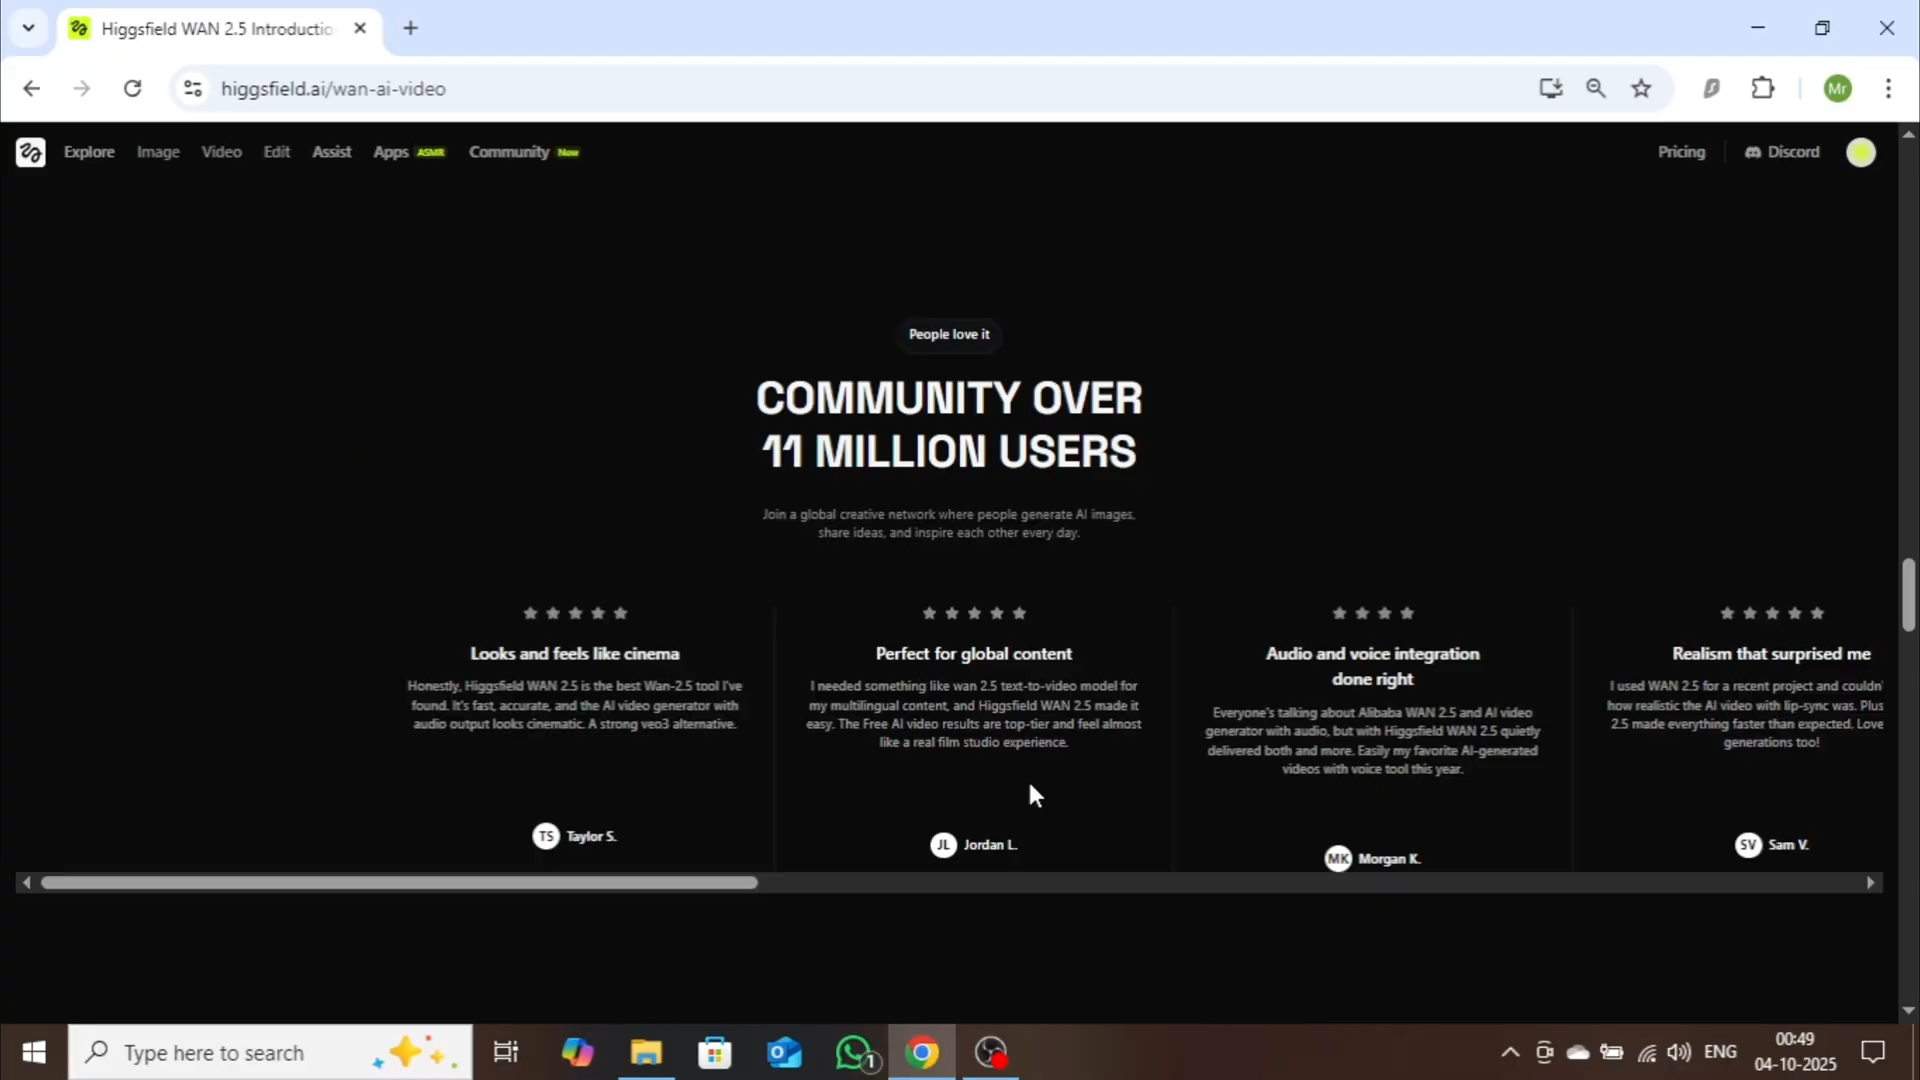 Higgsfield WAN 2.5 Introductio
higgsfield.ai/wan-ai-video
Mr
Explore Image Video Edit Assist Apps ASMR Community New Pricing Discord
People love it
COMMUNITY OVER
11 MILLION USERS
Join a global creative network where people generate AI images,
share ideas, and inspire each other every day.
Looks and feels like cinema
Honestly, Higgsfield WAN 2.5 is the best Wan-2.5 tool I've
found. It's fast, accurate, and the AI video generator with
audio output looks cinematic. A strong veo3 alternative.
TS Taylor S.
Perfect for global content
I needed something like wan 2.5 text-to-video model for
my multilingual content, and Higgsfield WAN 2.5 made it
easy. The Free AI video results are top-tier and feel almost
like a real film studio experience.
JL Jordan L.
Audio and voice integration
done right
Everyone's talking about Alibaba WAN 2.5 and AI video
generator with audio, but with Higgsfield WAN 2.5 quietly
delivered both and more. Easily my favorite AI-generated
videos with voice tool this year.
MK Morgan K.
Realism that surprised me
I used WAN 2.5 for a recent project and couldn'
how realistic the AI video with lip-sync was. Plus
2.5 made everything faster than expected. Love
generations too!
SV Sam V.
Type here to search
1
ENG
00:49
04-10-2025